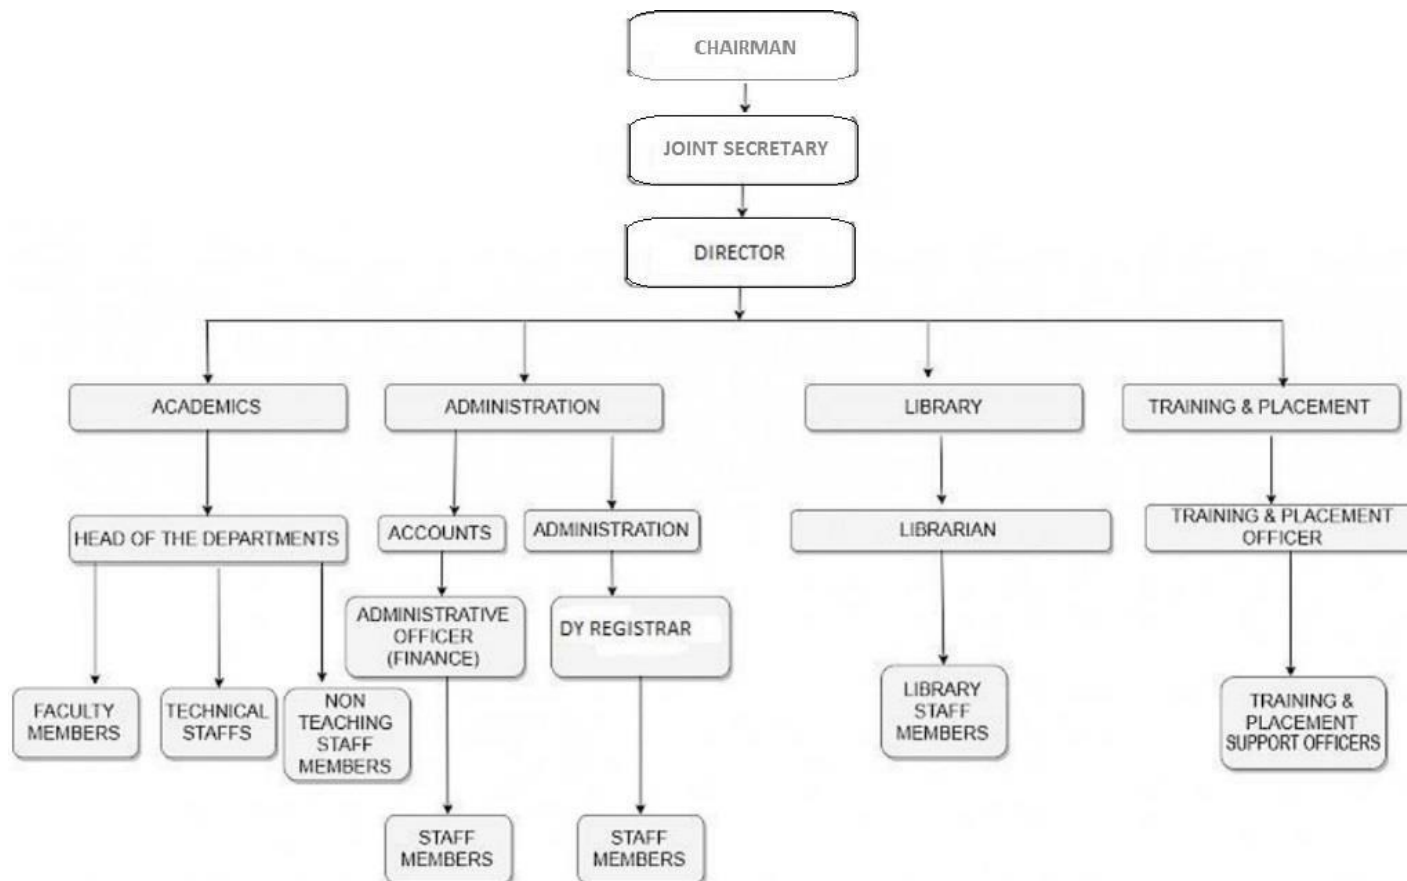 CHAIRMAN
JOINT SECRETARY
DIRECTOR
ACADEMICS
ADMINISTRATION
LIBRARY
TRAINING & PLACEMENT
HEAD OF THE DEPARTMENTS
ACCOUNTS
ADMINISTRATION
LIBRARIAN
TRAINING & PLACEMENT
OFFICER
ADMINISTRATIVE
OFFICER
(FINANCE)
DY REGISTRAR
FACULTY
MEMBERS
TECHNICAL
STAFFS
NON
TEACHING
STAFF
MEMBERS
LIBRARY
STAFF
MEMBERS
TRAINING &
PLACEMENT
SUPPORT OFFICERS
STAFF
MEMBERS
STAFF
MEMBERS